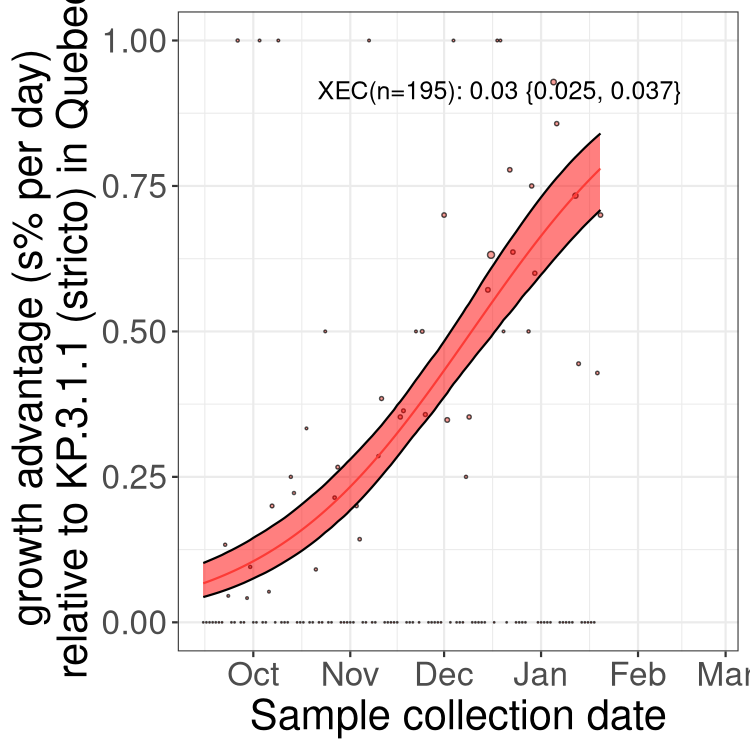 growth advantage (s% per day)
relative to KP.3.1.1 (stricto) in Quebec
1.00
0.75
0.50
0.25
0.00
XEC(n=195): 0.03 {0.025, 0.037}
Oct Nov Dec Jan Feb Mar
Sample collection date